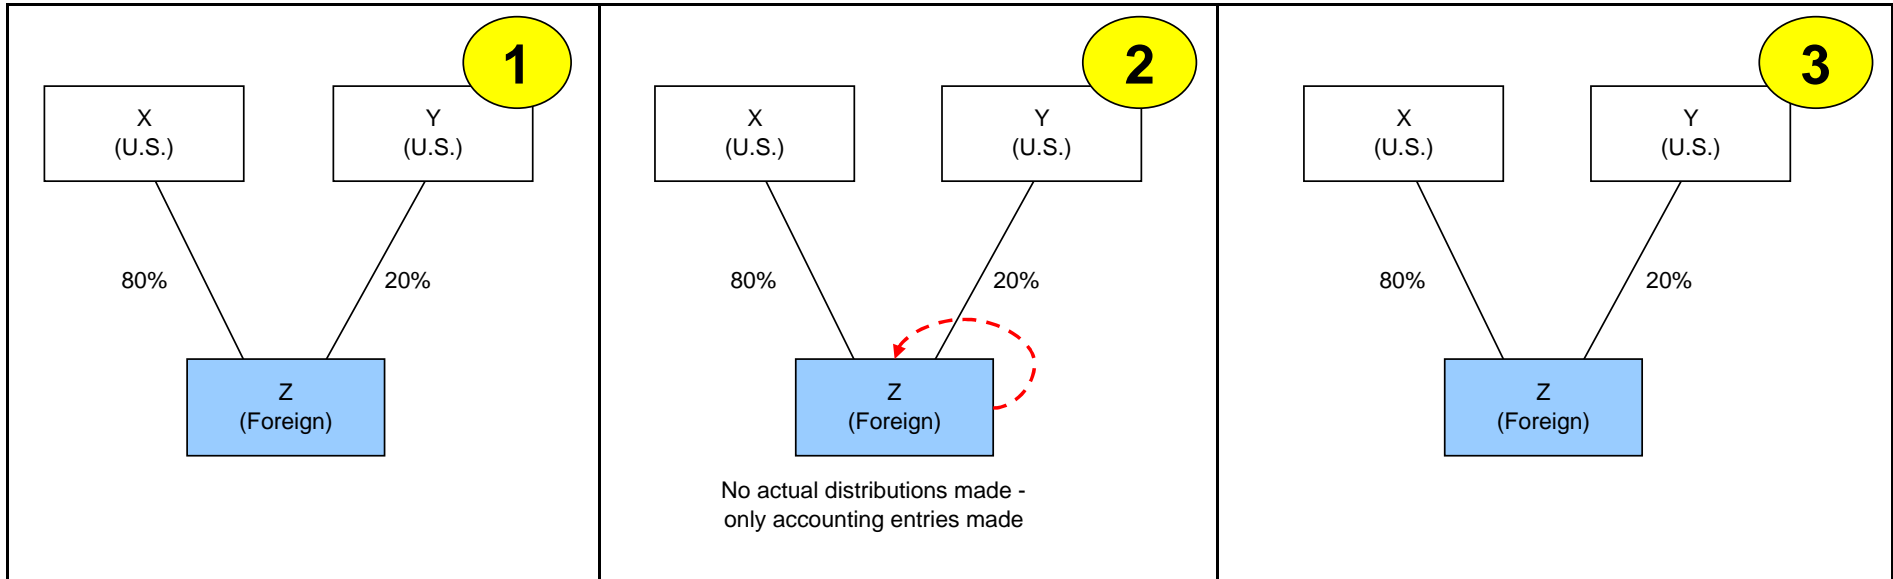 1
X
(U.S.)
Y
(U.S.)
80%
20%
Z
(Foreign)
2
X
(U.S.)
Y
(U.S.)
80%
20%
Z
(Foreign)
No actual distributions made -
only accounting entries made
3
X
(U.S.)
Y
(U.S.)
80%
20%
Z
(Foreign)